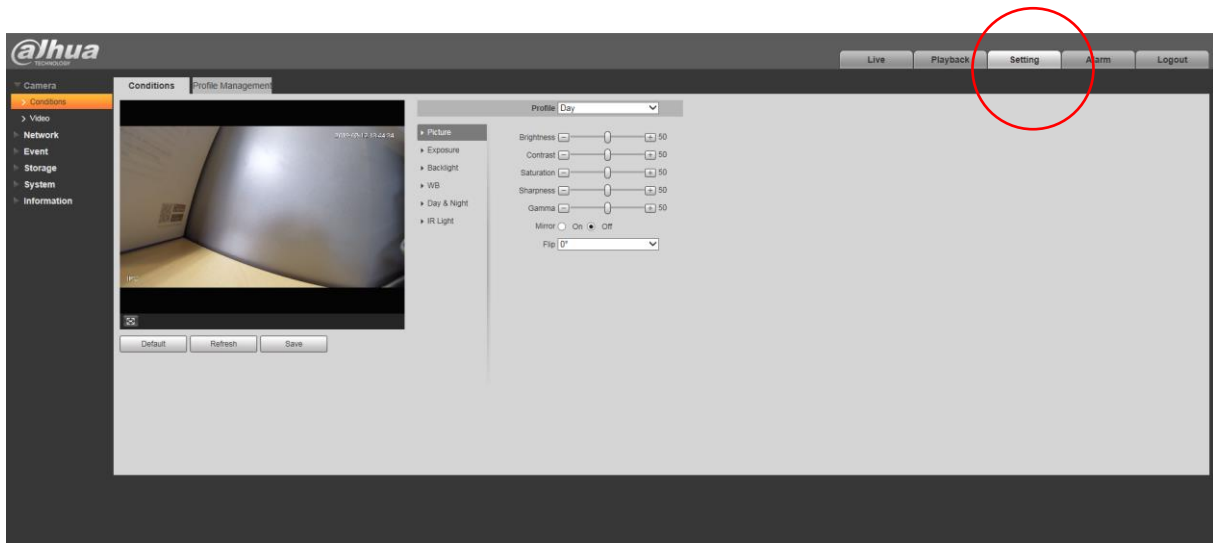 alhua
TECHNOLOGY
Live Playback Setting Alarm Logout
Camera
Conditions
Video
Network
Event
Storage
System
Information
Conditions Profile Management
Profile Day
Picture
Exposure
Backlight
WB
Day & Night
IR Light
Brightness 50
Contrast 50
Saturation 50
Sharpness 50
Gamma 50
Mirror On Off
Flip 0°
IPC
Default Refresh Save